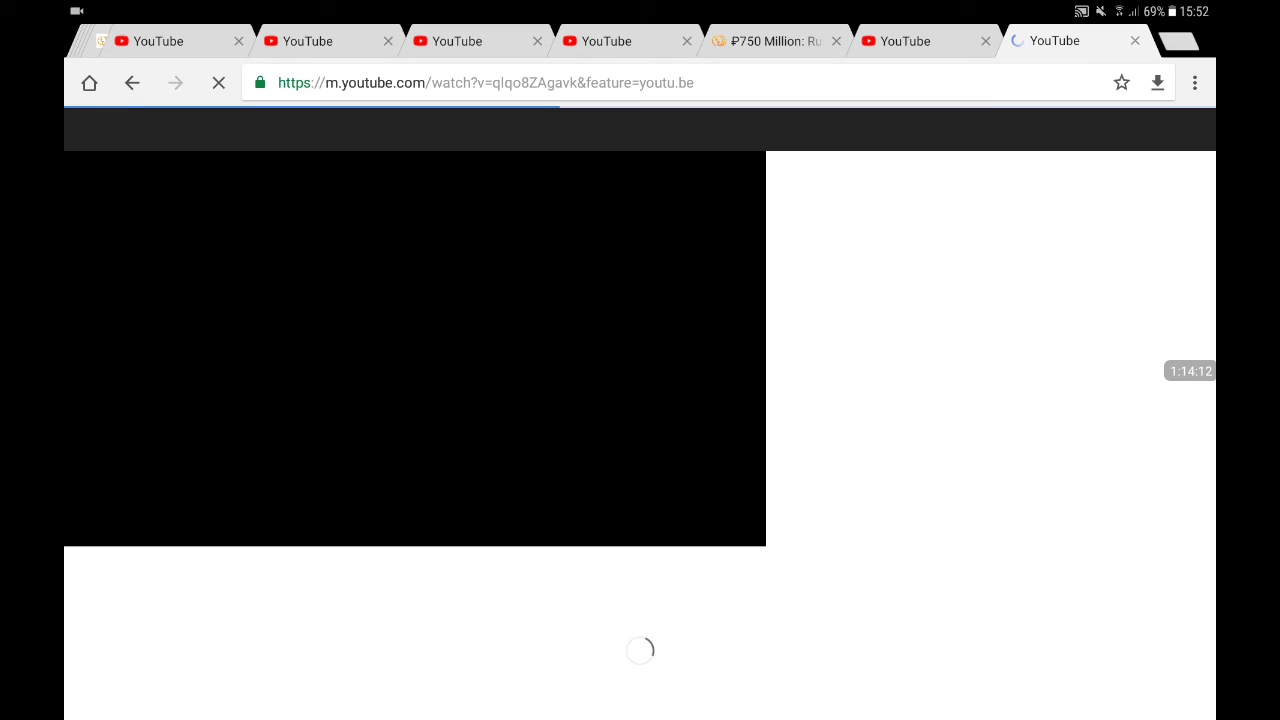 69% 15:52
YouTube YouTube YouTube YouTube ₽750 Million: Ru YouTube YouTube
https://m.youtube.com/watch?v=qlqo8ZAgavk&feature=youtu.be
1:14:12